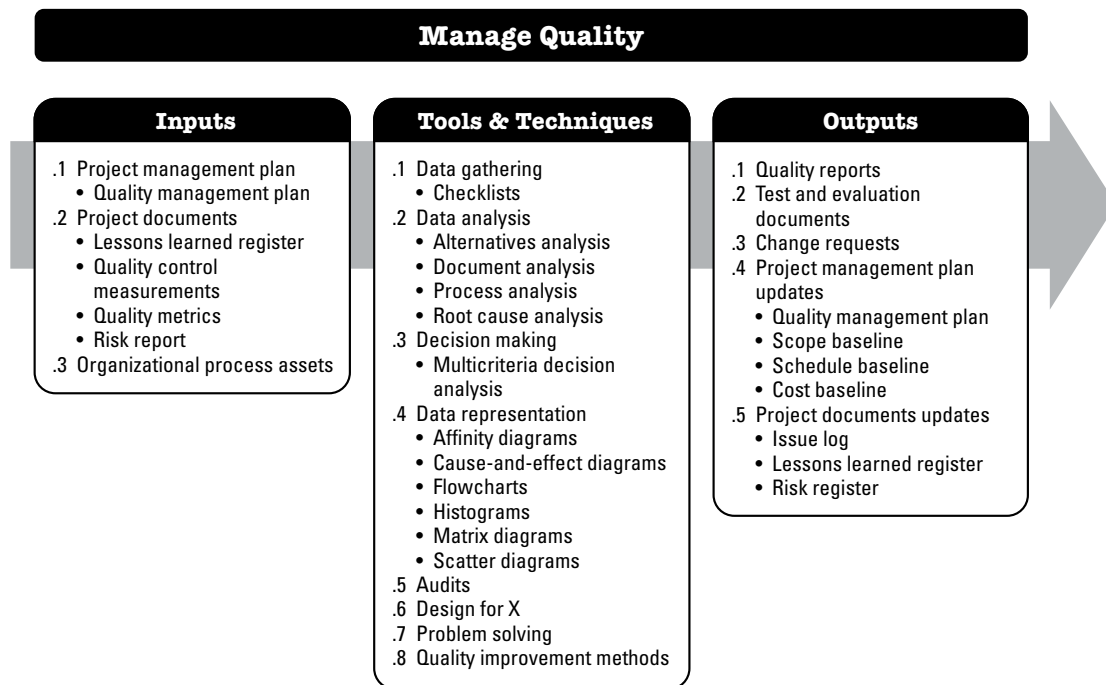 Manage Quality
Inputs
.1 Project management plan
• Quality management plan
.2 Project documents
• Lessons learned register
• Quality control
measurements
• Quality metrics
• Risk report
.3 Organizational process assets
Tools & Techniques
.1 Data gathering
• Checklists
.2 Data analysis
• Alternatives analysis
• Document analysis
• Process analysis
• Root cause analysis
.3 Decision making
• Multicriteria decision
analysis
.4 Data representation
• Affinity diagrams
• Cause-and-effect diagrams
• Flowcharts
• Histograms
• Matrix diagrams
• Scatter diagrams
.5 Audits
.6 Design for X
.7 Problem solving
.8 Quality improvement methods
Outputs
.1 Quality reports
.2 Test and evaluation
documents
.3 Change requests
.4 Project management plan
updates
• Quality management plan
• Scope baseline
• Schedule baseline
• Cost baseline
.5 Project documents updates
• Issue log
• Lessons learned register
• Risk register